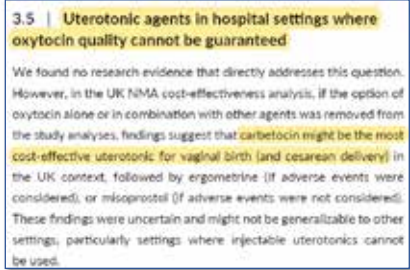 3.5 | Uterotonic agents in hospital settings where
oxytocin quality cannot be guaranteed
We found no research evidence that directly addresses this question.
However, in the UK NMA cost-effectiveness analysis, if the option of
oxytocin alone or in combination with other agents was removed from
the study analyses, findings suggest that carbetocin might be the most
cost-effective uterotonic for vaginal birth (and cesarean delivery) in
the UK context, followed by ergometrine (if adverse events were
considered), or misoprostol (if adverse events were not considered).
These findings were uncertain and might not be generalizable to other
settings, particularly settings where injectable uterotonics cannot
be used.